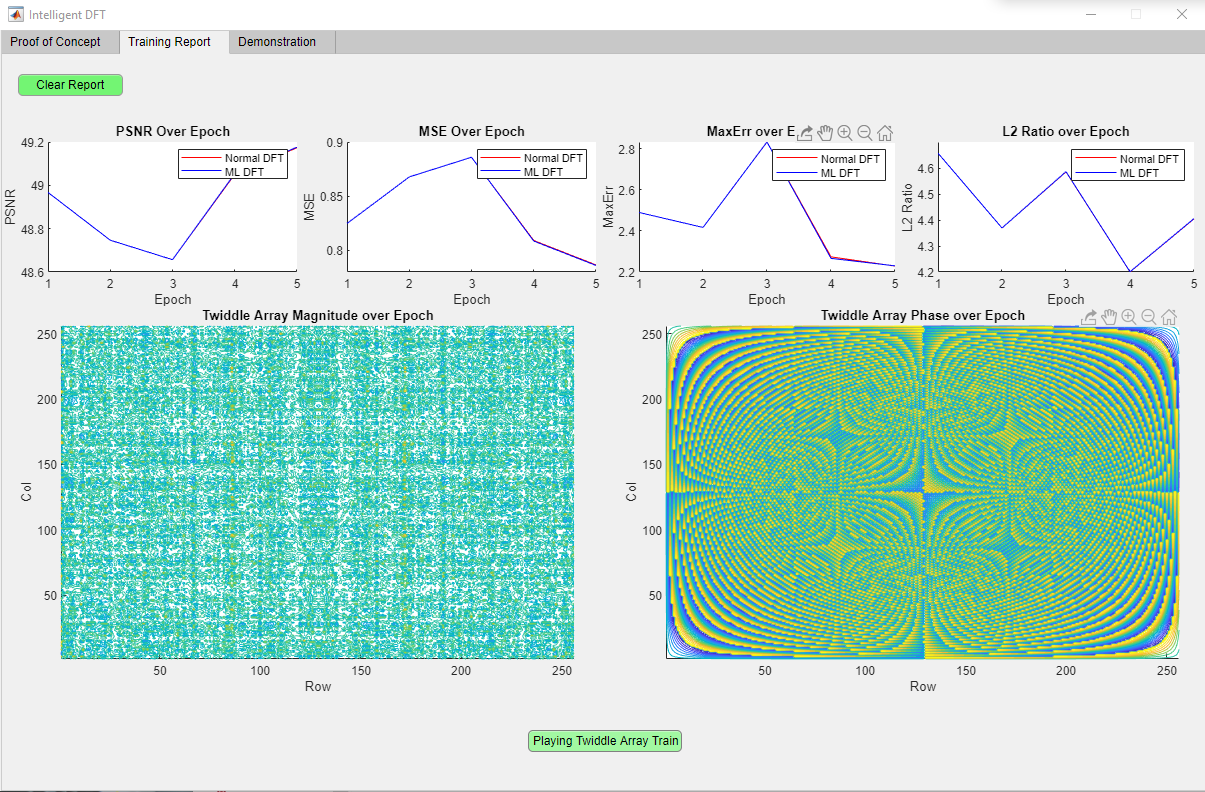 Intelligent DFT
Proof of Concept
Training Report
Demonstration
Clear Report
PSNR Over Epoch
49.2
49
48.8
48.6
PSNR
1 2 3 4 5
Epoch
Normal DFT
ML DFT
MSE Over Epoch
0.9
0.85
0.8
MSE
1 2 3 4 5
Epoch
Normal DFT
ML DFT
MaxErr over E
2.8
2.6
2.4
2.2
MaxErr
1 2 3 4 5
Epoch
Normal DFT
ML DFT
L2 Ratio over Epoch
4.6
4.5
4.4
4.3
4.2
L2 Ratio
1 2 3 4 5
Epoch
Normal DFT
ML DFT
Twiddle Array Magnitude over Epoch
250
200
150
100
50
Col
50 100 150 200 250
Row
Twiddle Array Phase over Epoch
250
200
150
100
50
Col
50 100 150 200 250
Row
Playing Twiddle Array Train